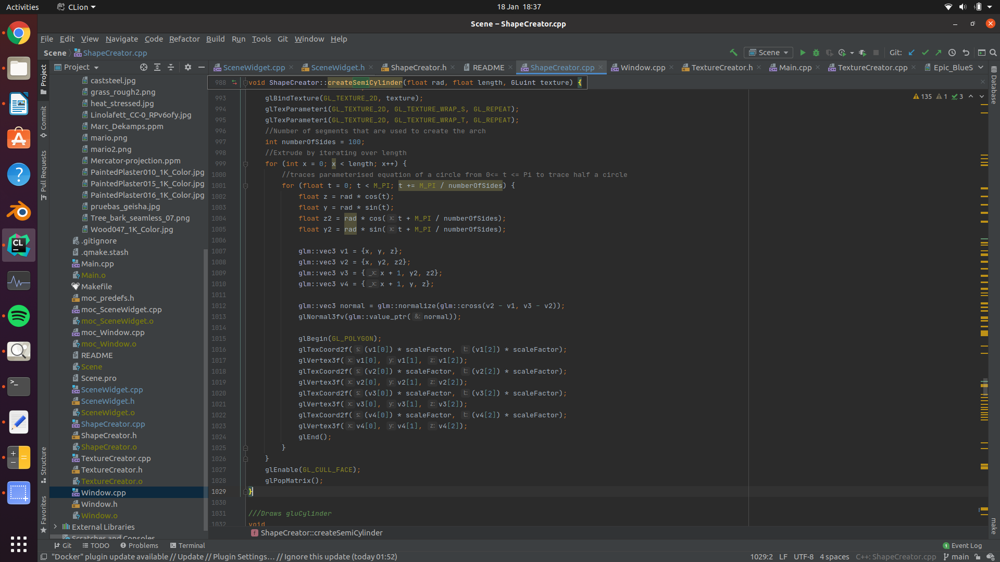 Activities CLion 18 Jan 18:37
Scene – ShapeCreator.cpp
File Edit View Navigate Code Refactor Build Run Tools Git Window Help
Scene ShapeCreator.cpp Scene Git:
Project SceneWidget.cpp SceneWidget.h ShapeCreator.h README ShapeCreator.cpp Window.cpp TextureCreator.h Main.cpp TextureCreator.cpp Epic_BlueS
Project
Commit
Pull Requests
Structure
Favorites
Database
make
caststeel.jpg
grass_rough2.png
heat_stressed.jpg
Linolafett_CC-0_RPv6ofy.jpg
Marc_Dekamps.ppm
mario.png
mario2.png
Mercator-projection.ppm
PaintedPlaster010_1K_Color.jpg
PaintedPlaster015_1K_Color.jpg
PaintedPlaster016_1K_Color.jpg
pruebas_geisha.jpg
Tree_bark_seamless_07.png
Wood047_1K_Color.jpg
.gitignore
.qmake.stash
Main.cpp
Main.o
Makefile
moc_predefs.h
moc_SceneWidget.cpp
moc_SceneWidget.o
moc_Window.cpp
moc_Window.o
README
Scene
Scene.pro
SceneWidget.cpp
SceneWidget.h
SceneWidget.o
ShapeCreator.cpp
ShapeCreator.h
ShapeCreator.o
TextureCreator.cpp
TextureCreator.h
TextureCreator.o
Window.cpp
Window.h
Window.o
External Libraries
Scratches and Consoles
988 void ShapeCreator::createSemiCylinder(float rad, float length, GLuint texture) {
135 1 3
993 glBindTexture(GL_TEXTURE_2D, texture);
994 glTexParameteri(GL_TEXTURE_2D, GL_TEXTURE_WRAP_S, GL_REPEAT);
995 glTexParameteri(GL_TEXTURE_2D, GL_TEXTURE_WRAP_T, GL_REPEAT);
996 //Number of segments that are used to create the arch
997 int numberOfSides = 100;
998 //Extrude by iterating over length
999 for (int x = 0; x < length; x++) {
1000 //traces parameterised equation of a circle from 0<= t <= Pi to trace half a circle
1001 for (float t = 0; t < M_PI; t += M_PI / numberOfSides) {
1002 float z = rad * cos(t);
1003 float y = rad * sin(t);
1004 float z2 = rad * cos( x: t + M_PI / numberOfSides);
1005 float y2 = rad * sin( x: t + M_PI / numberOfSides);
1006
1007 glm::vec3 v1 = {x, y, z};
1008 glm::vec3 v2 = {x, y2, z2};
1009 glm::vec3 v3 = { _x: x + 1, y2, z2};
1010 glm::vec3 v4 = { _x: x + 1, y, z};
1011
1012 glm::vec3 normal = glm::normalize(glm::cross(v2 - v1, v3 - v2));
1013 glNormal3fv(glm::value_ptr( &: normal));
1014
1015 glBegin(GL_POLYGON);
1016 glTexCoord2f( s: (v1[0]) * scaleFactor, t: (v1[2]) * scaleFactor);
1017 glVertex3f( x: v1[0], y: v1[1], z: v1[2]);
1018 glTexCoord2f( s: (v2[0]) * scaleFactor, t: (v2[2]) * scaleFactor);
1019 glVertex3f( x: v2[0], y: v2[1], z: v2[2]);
1020 glTexCoord2f( s: (v3[0]) * scaleFactor, t: (v3[2]) * scaleFactor);
1021 glVertex3f( x: v3[0], y: v3[1], z: v3[2]);
1022 glTexCoord2f( s: (v4[0]) * scaleFactor, t: (v4[2]) * scaleFactor);
1023 glVertex3f( x: v4[0], y: v4[1], z: v4[2]);
1024 glEnd();
1025 }
1026 }
1027 glEnable(GL_CULL_FACE);
1028 glPopMatrix();
1029 }
1030
1031 ///Draws gluCylinder
1032 void
f ShapeCreator::createSemiCylinder
Git TODO Problems Terminal 1 Event Log
"Docker" plugin update available // Update // Plugin Settings... // Ignore this update (today 01:52) 1029:2 LF UTF-8 4 spaces C++: ShapeCreator.cpp main